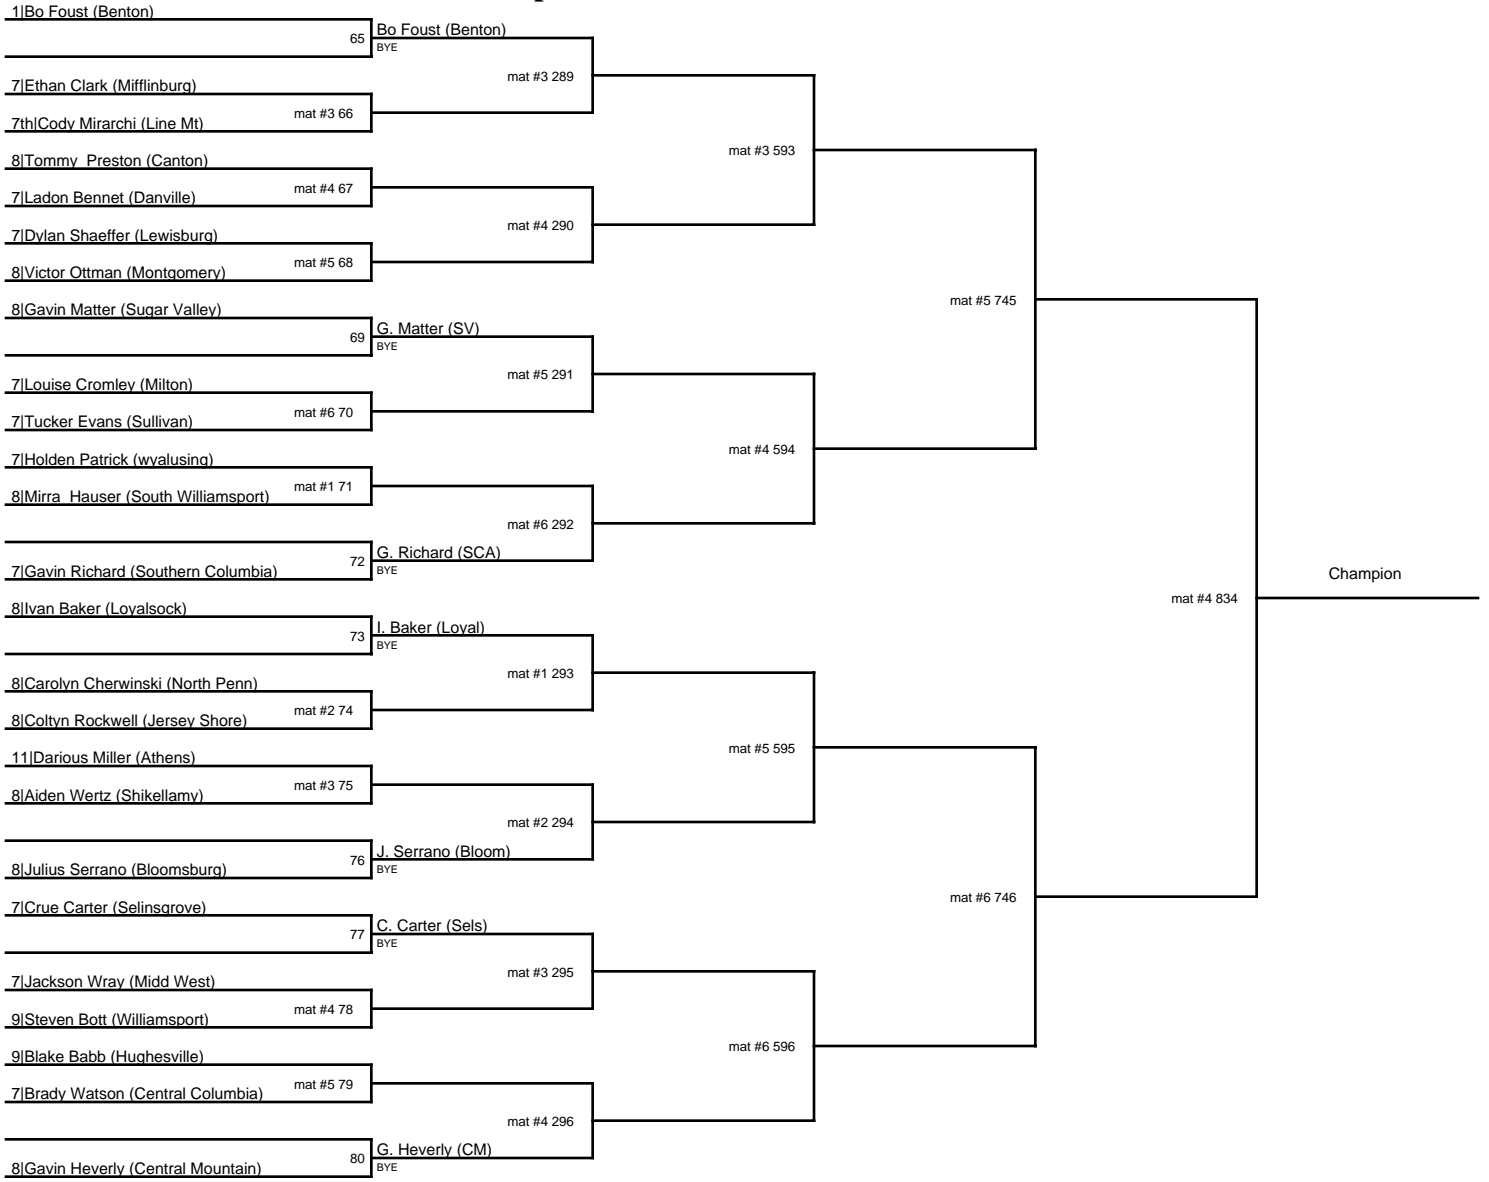 1|Bo Foust (Benton)
65
Bo Foust (Benton)
BYE
mat #3 289
7|Ethan Clark (Mifflinburg)
mat #3 66
7th|Cody Mirarchi (Line Mt)
mat #3 593
8|Tommy  Preston (Canton)
mat #4 67
7|Ladon Bennet (Danville)
mat #4 290
7|Dylan Shaeffer (Lewisburg)
mat #5 68
8|Victor Ottman (Montgomery)
mat #5 745
8|Gavin Matter (Sugar Valley)
69
G. Matter (SV)
BYE
mat #5 291
7|Louise Cromley (Milton)
mat #6 70
7|Tucker Evans (Sullivan)
mat #4 594
7|Holden Patrick (wyalusing)
mat #1 71
8|Mirra  Hauser (South Williamsport)
mat #6 292
72
G. Richard (SCA)
BYE
7|Gavin Richard (Southern Columbia)
Champion
mat #4 834
8|Ivan Baker (Loyalsock)
73
I. Baker (Loyal)
BYE
mat #1 293
8|Carolyn Cherwinski (North Penn)
mat #2 74
8|Coltyn Rockwell (Jersey Shore)
mat #5 595
11|Darious Miller (Athens)
mat #3 75
8|Aiden Wertz (Shikellamy)
mat #2 294
76
J. Serrano (Bloom)
BYE
8|Julius Serrano (Bloomsburg)
mat #6 746
7|Crue Carter (Selinsgrove)
77
C. Carter (Sels)
BYE
mat #3 295
7|Jackson Wray (Midd West)
mat #4 78
9|Steven Bott (Williamsport)
mat #6 596
9|Blake Babb (Hughesville)
mat #5 79
7|Brady Watson (Central Columbia)
mat #4 296
80
G. Heverly (CM)
BYE
8|Gavin Heverly (Central Mountain)